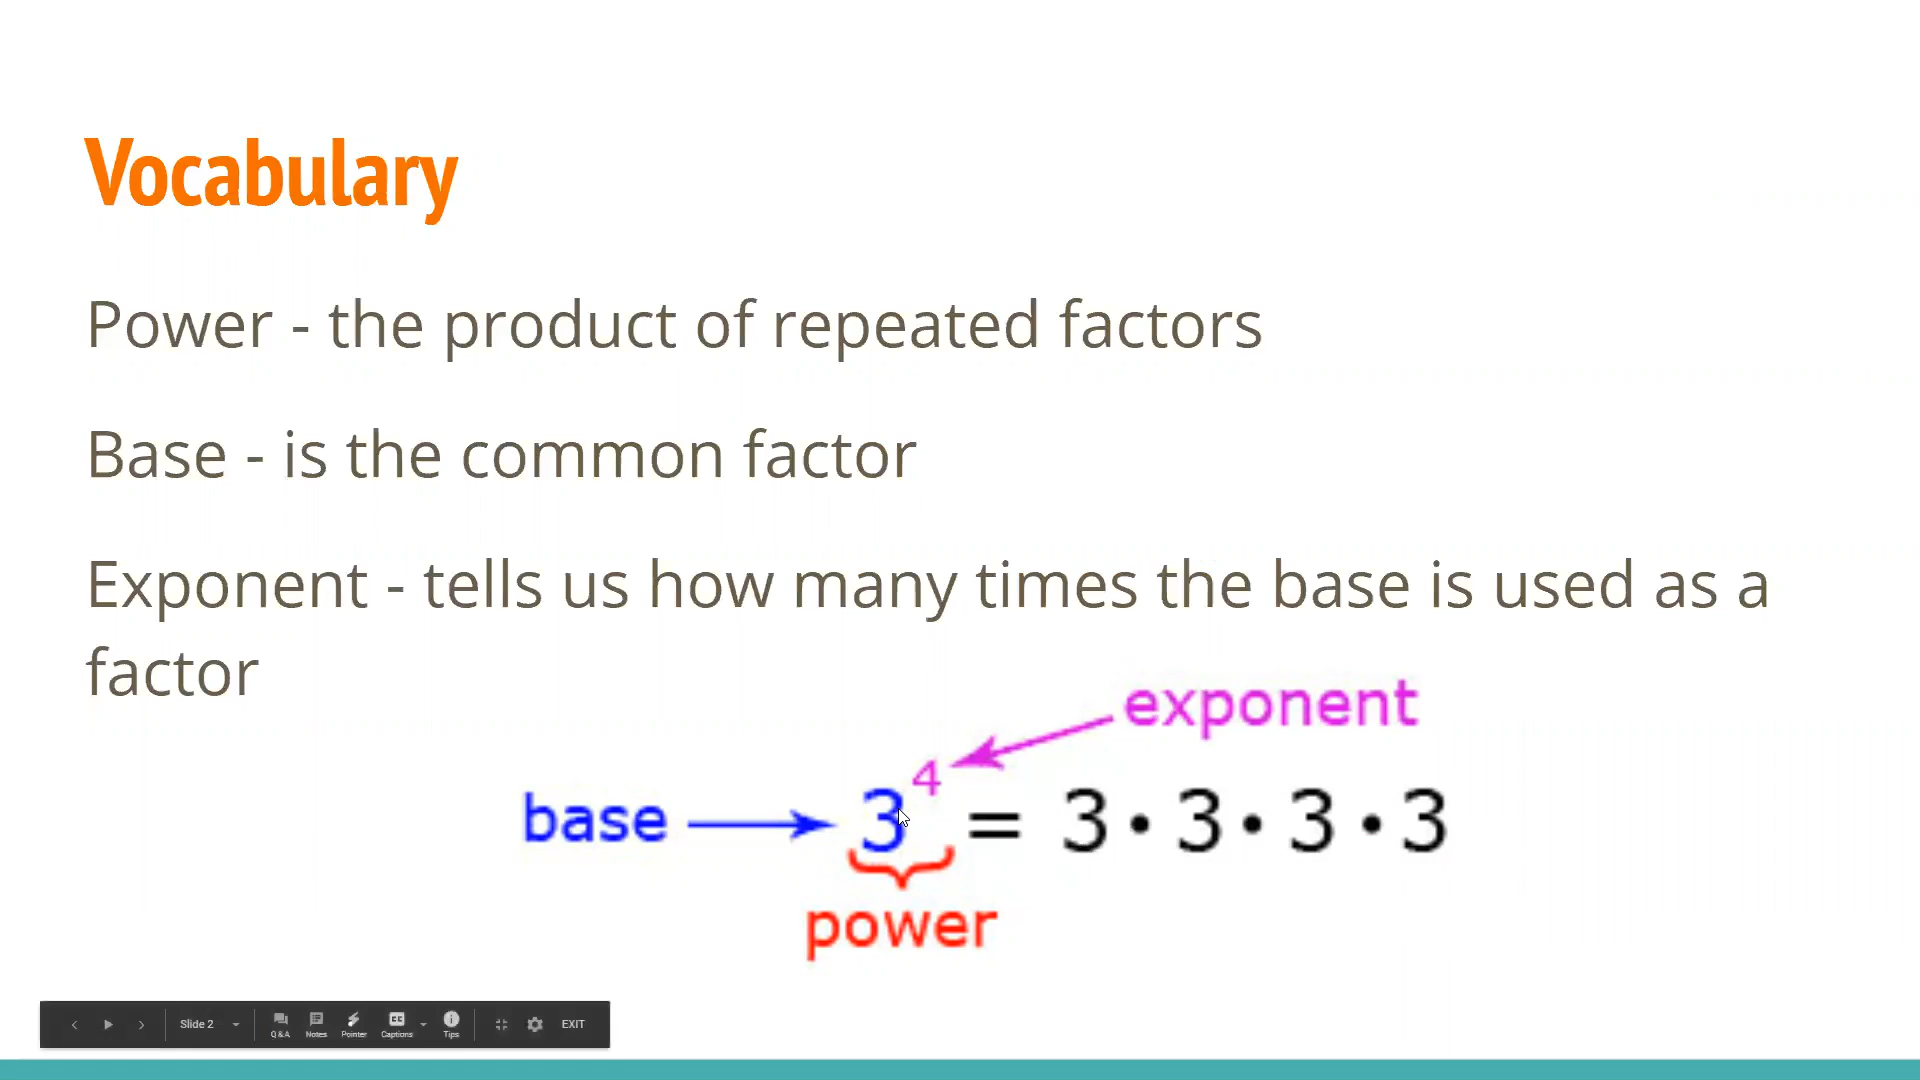 Vocabulary
Power - the product of repeated factors
Base - is the common factor
Exponent - tells us how many times the base is used as a
factor
exponent
base 3⁴ = 3 • 3 • 3 • 3
power
Slide 2 Q&A Notes Pointer Captions Tips EXIT